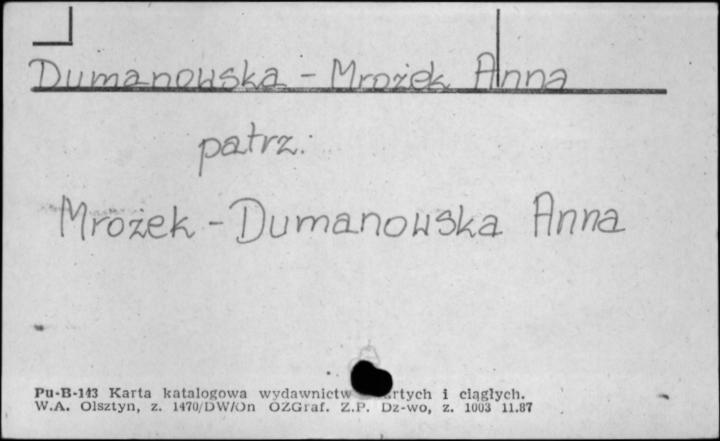 Dumanowska - Mrożek Anna
patrz:
Mrożek - Dumanowska Anna
Pu-B-143 Karta katalogowa wydawnictw rtych i ciągłych.
W.A. Olsztyn, z. 1470/DW/On OZGraf. Z.P. Dz-wo, z. 1003 11.87